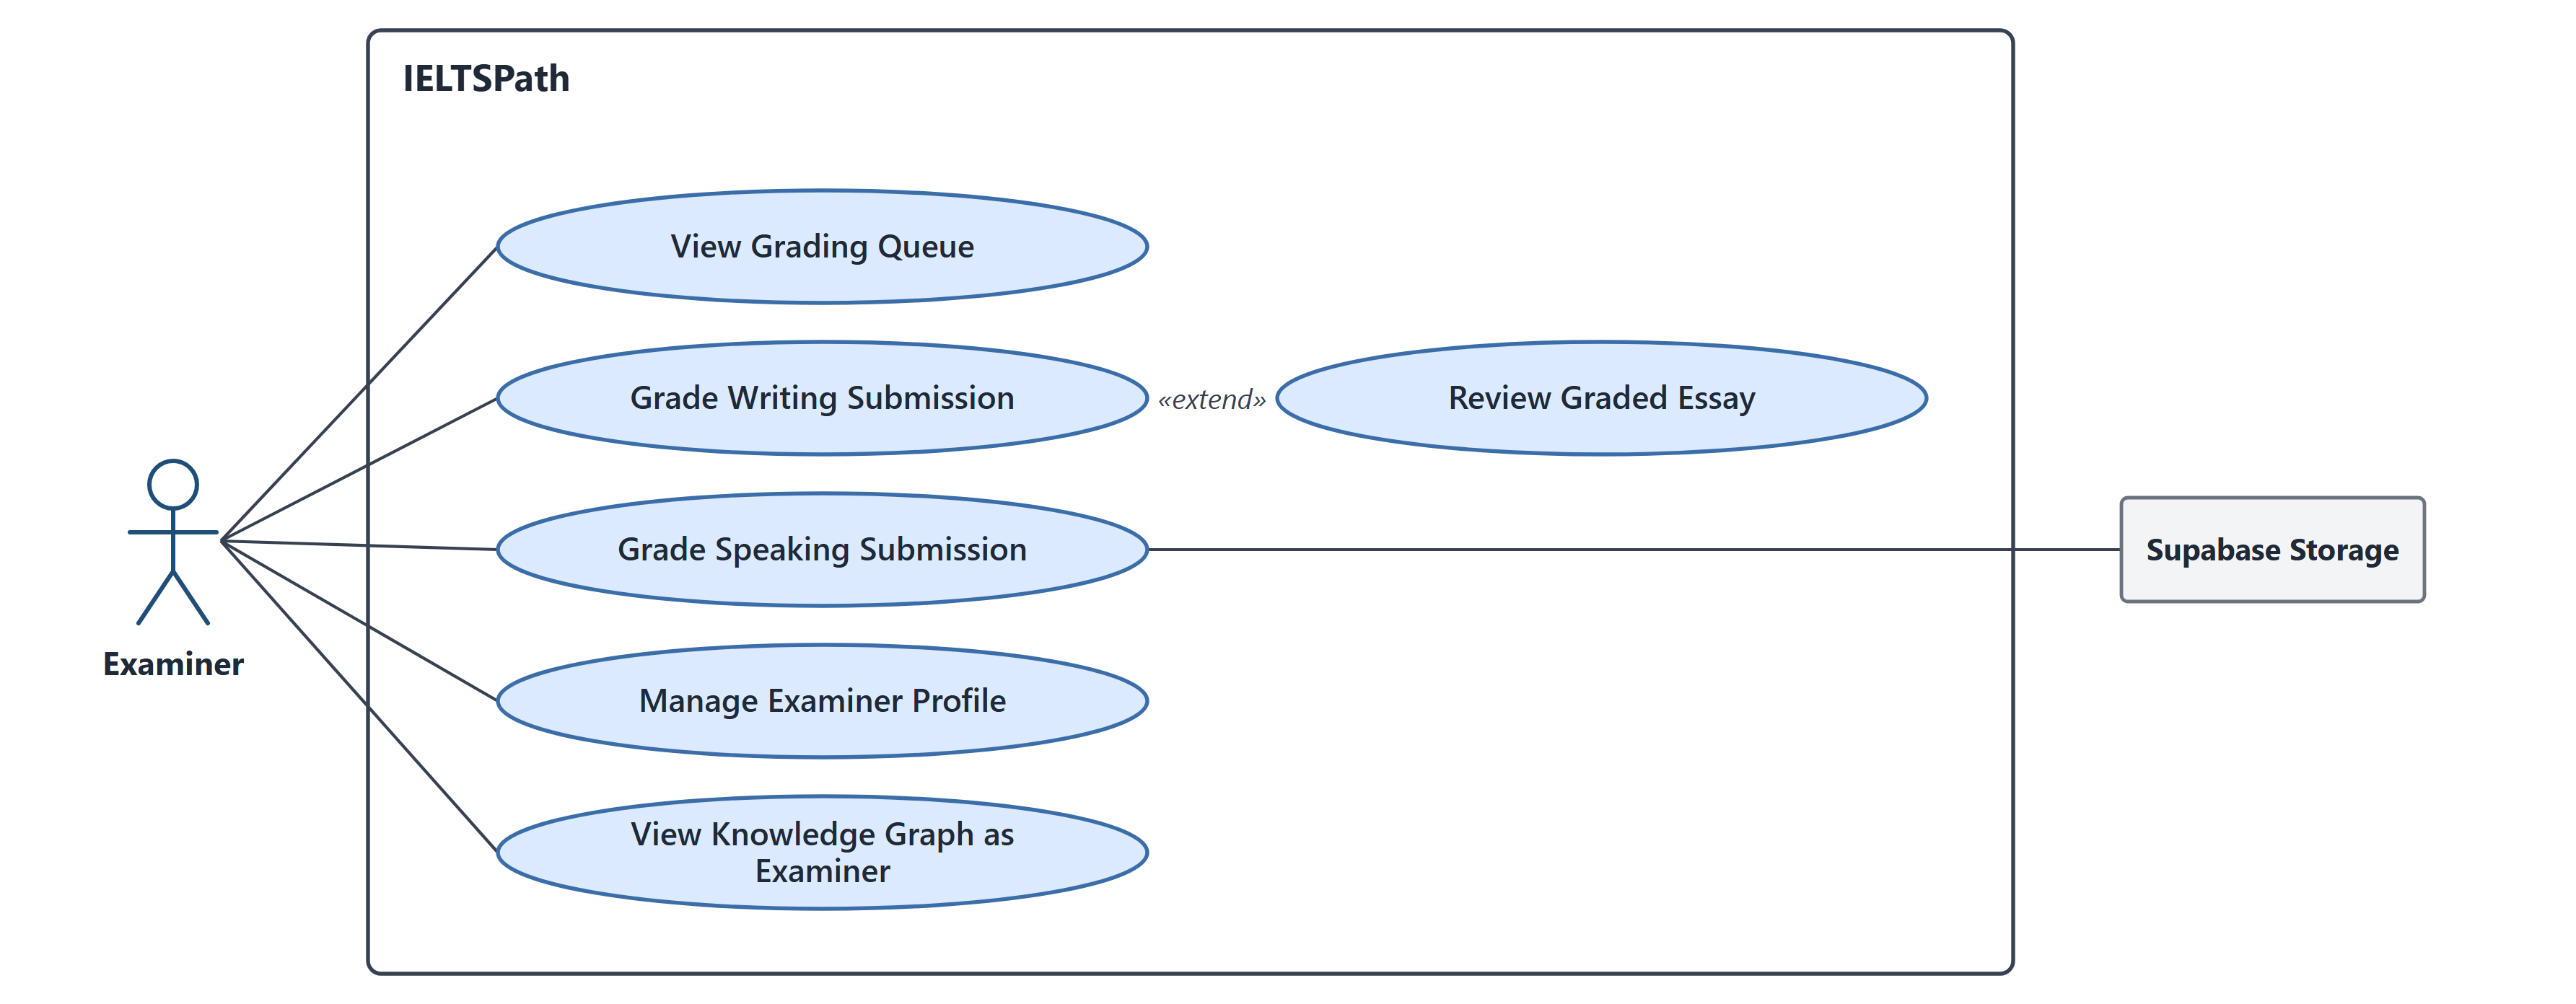 IELTSPath
View Grading Queue
Grade Writing Submission
«extend»
Review Graded Essay
Grade Speaking Submission
Supabase Storage
Examiner
Manage Examiner Profile
View Knowledge Graph as
Examiner